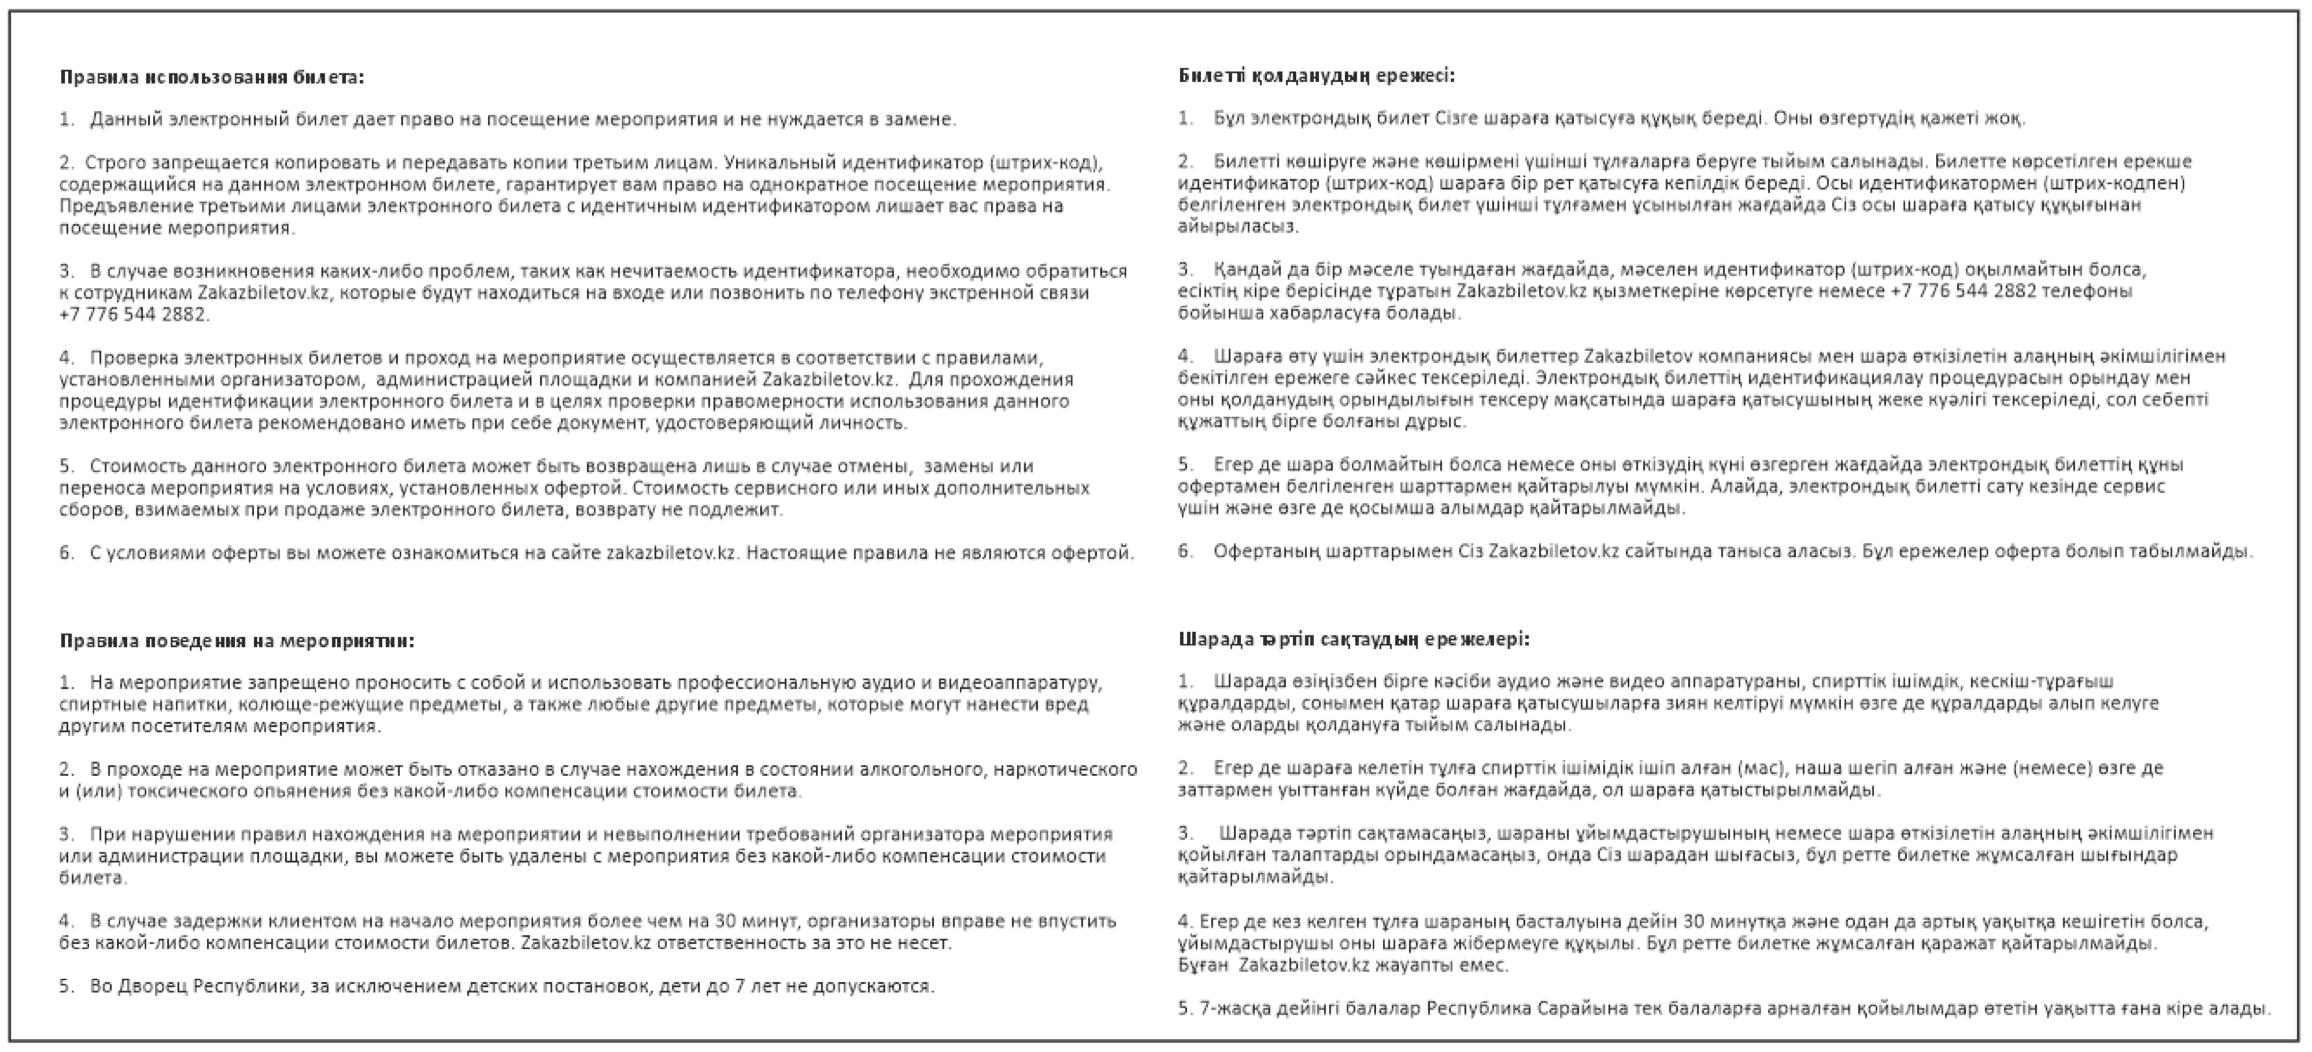 Правила использования билета:
1. Данный электронный билет дает право на посещение мероприятия и не нуждается в замене.
2. Строго запрещается копировать и передавать копии третьим лицам. Уникальный идентификатор (штрих-код),
содержащийся на данном электронном билете, гарантирует вам право на однократное посещение мероприятия.
Предъявление третьими лицами электронного билета с идентичным идентификатором лишает вас права на
посещение мероприятия.
3. В случае возникновения каких-либо проблем, таких как нечитаемость идентификатора, необходимо обратиться
к сотрудникам Zakazbiletov.kz, которые будут находиться на входе или позвонить по телефону экстренной связи
+7 776 544 2882.
4. Проверка электронных билетов и проход на мероприятие осуществляется в соответствии с правилами,
установленными организатором, администрацией площадки и компанией Zakazbiletov.kz. Для прохождения
процедуры идентификации электронного билета и в целях проверки правомерности использования данного
электронного билета рекомендовано иметь при себе документ, удостоверяющий личность.
5. Стоимость данного электронного билета может быть возвращена лишь в случае отмены, замены или
переноса мероприятия на условиях, установленных офертой. Стоимость сервисного или иных дополнительных
сборов, взимаемых при продаже электронного билета, возврату не подлежит.
6. С условиями оферты вы можете ознакомиться на сайте zakazbiletov.kz. Настоящие правила не являются офертой.
Правила поведения на мероприятии:
1. На мероприятие запрещено проносить с собой и использовать профессиональную аудио и видеоаппаратуру,
спиртные напитки, колюще-режущие предметы, а также любые другие предметы, которые могут нанести вред
другим посетителям мероприятия.
2. В проходе на мероприятие может быть отказано в случае нахождения в состоянии алкогольного, наркотического
и (или) токсического опьянения без какой-либо компенсации стоимости билета.
3. При нарушении правил нахождения на мероприятии и невыполнении требований организатора мероприятия
или администрации площадки, вы можете быть удалены с мероприятия без какой-либо компенсации стоимости
билета.
4. В случае задержки клиентом на начало мероприятия более чем на 30 минут, организаторы вправе не впустить
без какой-либо компенсации стоимости билетов. Zakazbiletov.kz ответственность за это не несет.
5. Во Дворец Республики, за исключением детских постановок, дети до 7 лет не допускаются.
Билетті қолданудың ережесі:
1. Бұл электрондық билет Сізге шараға қатысуға құқық береді. Оны өзгертудің қажеті жоқ.
2. Билетті көшіруге және көшірмені үшінші тұлғаларға беруге тыйым салынады. Билетте көрсетілген ерекше
идентификатор (штрих-код) шараға бір рет қатысуға кепілдік береді. Осы идентификатормен (штрих-кодпен)
белгіленген электрондық билет үшінші тұлғамен ұсынылған жағдайда Сіз осы шараға қатысу құқығынан
айырыласыз.
3. Қандай да бір мәселе туындаған жағдайда, мәселен идентификатор (штрих-код) оқылмайтын болса,
есіктің кіре берісінде тұратын Zakazbiletov.kz қызметкеріне көрсетуге немесе +7 776 544 2882 телефоны
бойынша хабарласуға болады.
4. Шараға өту үшін электрондық билеттер Zakazbiletov компаниясы мен шара өткізілетін алаңның әкімшілігімен
бекітілген ережеге сәйкес тексеріледі. Электрондық билеттің идентификациялау процедурасын орындау мен
оны қолданудың орындылығын тексеру мақсатында шараға қатысушының жеке куәлігі тексеріледі, сол себепті
құжаттың бірге болғаны дұрыс.
5. Егер де шара болмайтын болса немесе оны өткізудің күні өзгерген жағдайда электрондық билеттің құны
офертамен белгіленген шарттармен қайтарылуы мүмкін. Алайда, электрондық билетті сату кезінде сервис
үшін және өзге де қосымша алымдар қайтарылмайды.
6. Офертаның шарттарымен Сіз Zakazbiletov.kz сайтында таныса аласыз. Бұл ережелер оферта болып табылмайды.
Шарада тәртіп сақтаудың ережелері:
1. Шарада өзіңізбен бірге кәсіби аудио және видео аппаратураны, спирттік ішімдік, кескіш-тұрағыш
құралдарды, сонымен қатар шараға қатысушыларға зиян келтіруі мүмкін өзге де құралдарды алып келуге
және оларды қолдануға тыйым салынады.
2. Егер де шараға келетін тұлға спирттік ішімідік ішіп алған (мас), наша шегіп алған және (немесе) өзге де
заттармен уыттанған күйде болған жағдайда, ол шараға қатыстырылмайды.
3. Шарада тәртіп сақтамасаңыз, шараны ұйымдастырушының немесе шара өткізілетін алаңның әкімшілігімен
қойылған талаптарды орындамасаңыз, онда Сіз шарадан шығасыз, бұл ретте билетке жұмсалған шығындар
қайтарылмайды.
4. Егер де кез келген тұлға шараның басталуына дейін 30 минутқа және одан да артық уақытқа кешігетін болса,
ұйымдастырушы оны шараға жібермеуге құқылы. Бұл ретте билетке жұмсалған қаражат қайтарылмайды.
Бұған Zakazbiletov.kz жауапты емес.
5. 7-жасқа дейінгі балалар Республика Сарайына тек балаларға арналған қойылымдар өтетін уақытта ғана кіре алады.